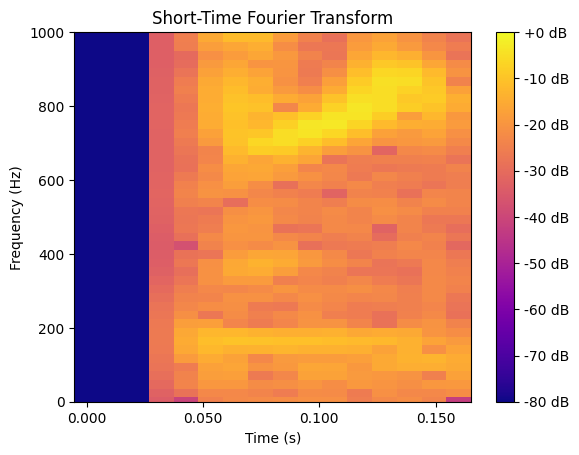 Short-Time Fourier Transform
Frequency (Hz)
1000
800
600
400
200
0
0.000
0.050
0.100
0.150
Time (s)
+0 dB
-10 dB
-20 dB
-30 dB
-40 dB
-50 dB
-60 dB
-70 dB
-80 dB